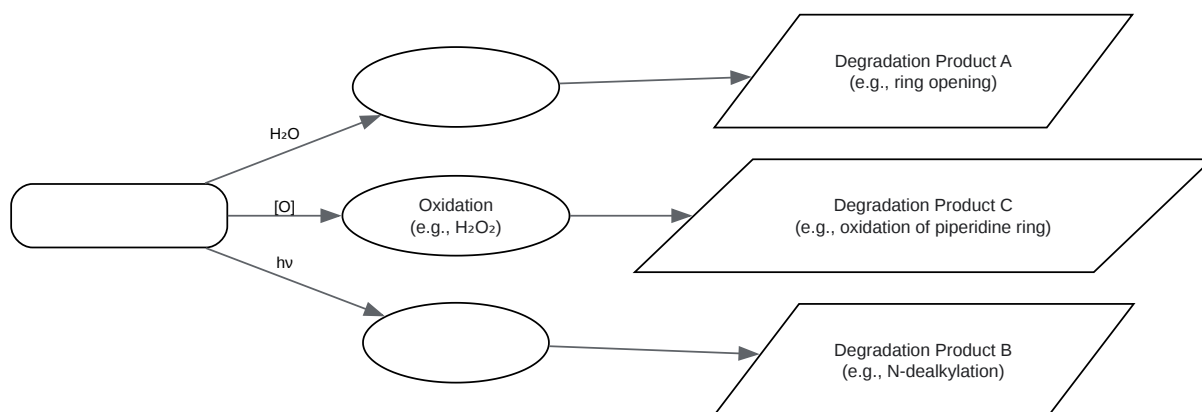 H₂O
Degradation Product A
(e.g., ring opening)
[O]
Oxidation
(e.g., H₂O₂)
Degradation Product C
(e.g., oxidation of piperidine ring)
hν
Degradation Product B
(e.g., N-dealkylation)